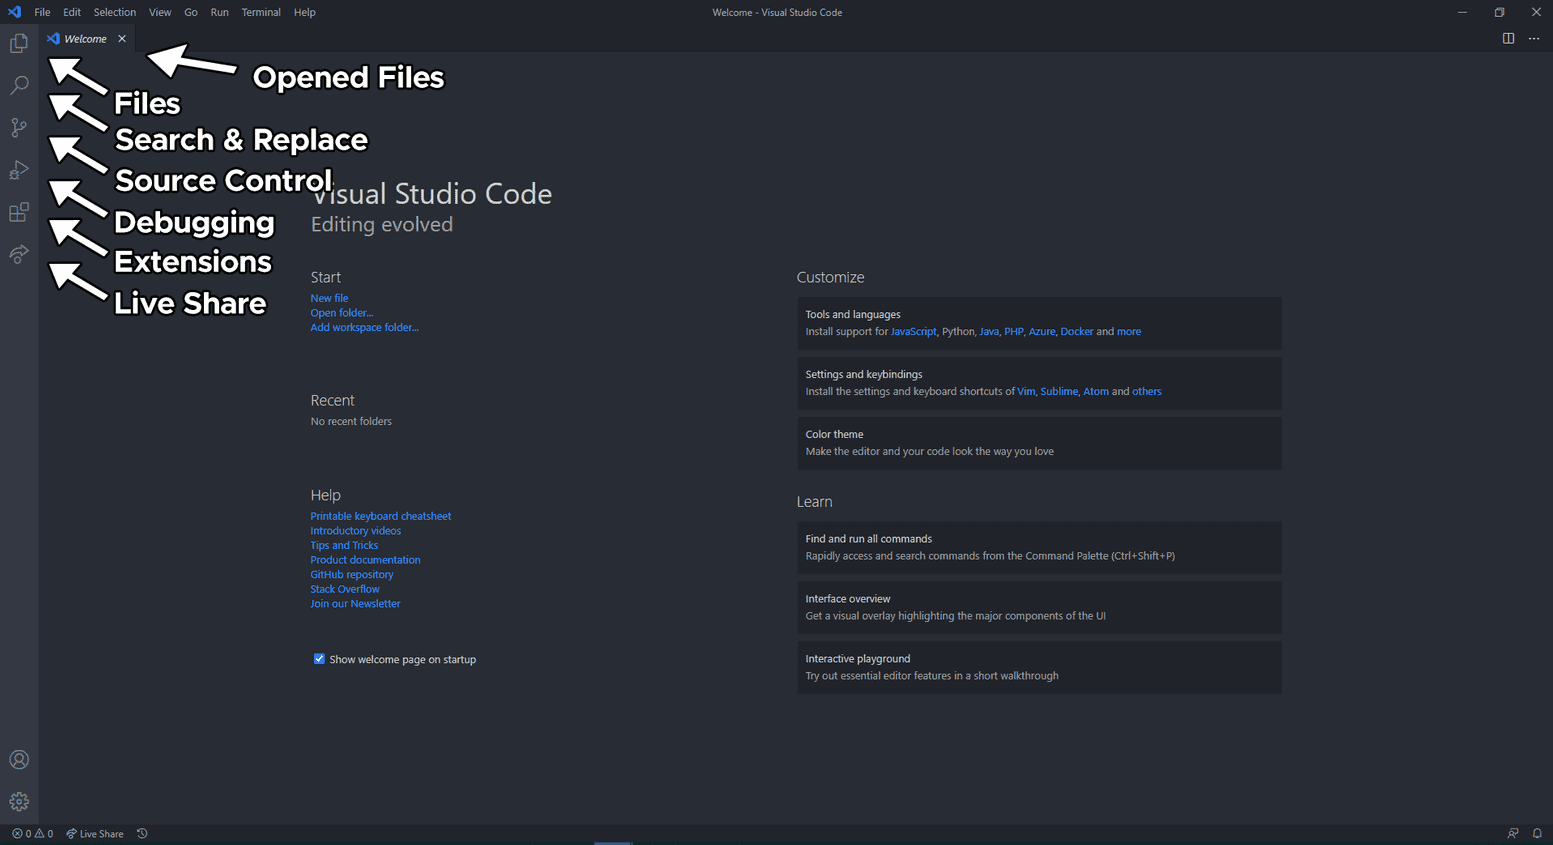 File Edit Selection View Go Run Terminal Help
Welcome - Visual Studio Code
Welcome
Opened Files
Files
Search & Replace
Source Control
Debugging
Extensions
Live Share
Visual Studio Code
Editing evolved
Start
New file
Open folder...
Add workspace folder...
Recent
No recent folders
Help
Printable keyboard cheatsheet
Introductory videos
Tips and Tricks
Product documentation
GitHub repository
Stack Overflow
Join our Newsletter
Show welcome page on startup
Customize
Tools and languages
Install support for JavaScript, Python, Java, PHP, Azure, Docker and more
Settings and keybindings
Install the settings and keyboard shortcuts of Vim, Sublime, Atom and others
Color theme
Make the editor and your code look the way you love
Learn
Find and run all commands
Rapidly access and search commands from the Command Palette (Ctrl+Shift+P)
Interface overview
Get a visual overlay highlighting the major components of the UI
Interactive playground
Try out essential editor features in a short walkthrough
0 0 Live Share